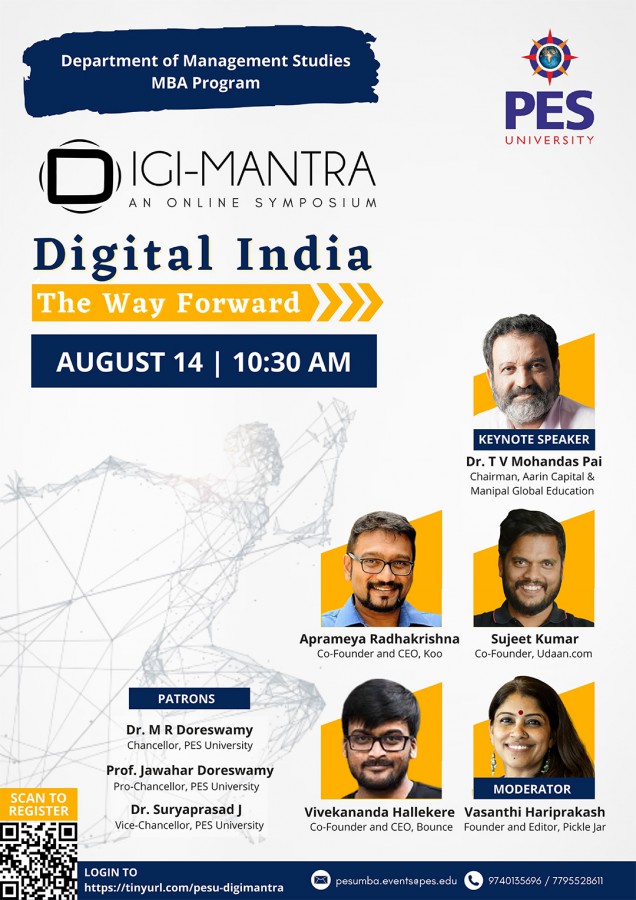 Department of Management Studies
MBA Program
PES
UNIVERSITY
DIGI-MANTRA
AN ONLINE SYMPOSIUM
Digital India
The Way Forward
AUGUST 14 | 10:30 AM
KEYNOTE SPEAKER
Dr. T V Mohandas Pai
Chairman, Aarin Capital &
Manipal Global Education
Aprameya Radhakrishna
Co-Founder and CEO, Koo
Sujeet Kumar
Co-Founder, Udaan.com
PATRONS
Dr. M R Doreswamy
Chancellor, PES University
Prof. Jawahar Doreswamy
Pro-Chancellor, PES University
Dr. Suryaprasad J
Vice-Chancellor, PES University
Vivekananda Hallekere
Co-Founder and CEO, Bounce
MODERATOR
Vasanthi Hariprakash
Founder and Editor, Pickle Jar
SCAN TO
REGISTER
LOGIN TO
https://tinyurl.com/pesu-digimantra
pesumba.events@pes.edu
9740135696 / 7795528611